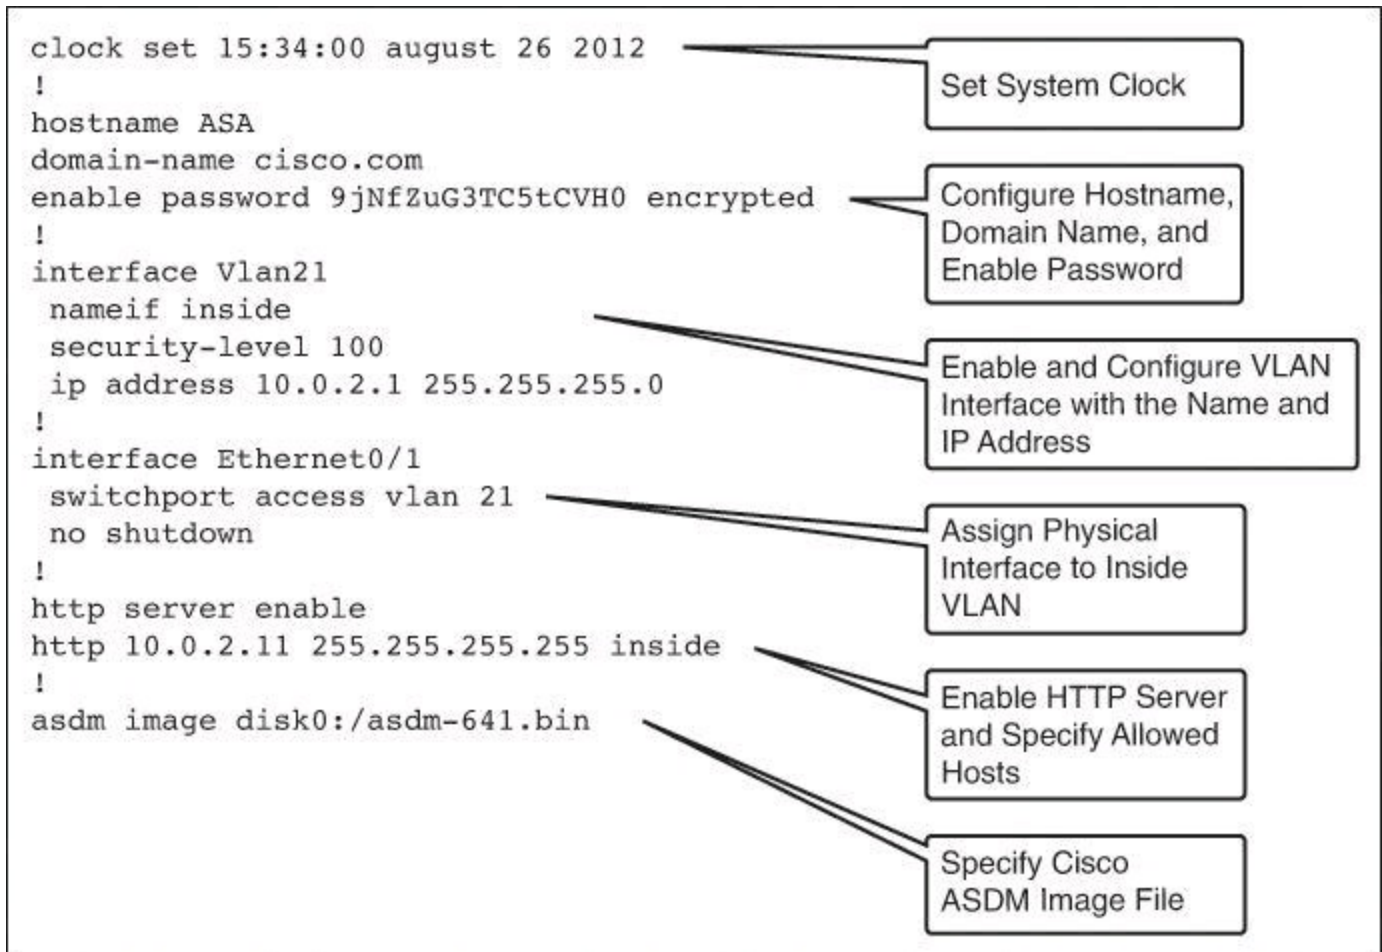 clock set 15:34:00 august 26 2012
!
hostname ASA
domain-name cisco.com
enable password 9jNfZuG3TC5tCVH0 encrypted
!
interface Vlan21
 nameif inside
 security-level 100
 ip address 10.0.2.1 255.255.255.0
!
interface Ethernet0/1
 switchport access vlan 21
 no shutdown
!
http server enable
http 10.0.2.11 255.255.255.255 inside
!
asdm image disk0:/asdm-641.bin
Set System Clock
Configure Hostname,
Domain Name, and
Enable Password
Enable and Configure VLAN
Interface with the Name and
IP Address
Assign Physical
Interface to Inside
VLAN
Enable HTTP Server
and Specify Allowed
Hosts
Specify Cisco
ASDM Image File